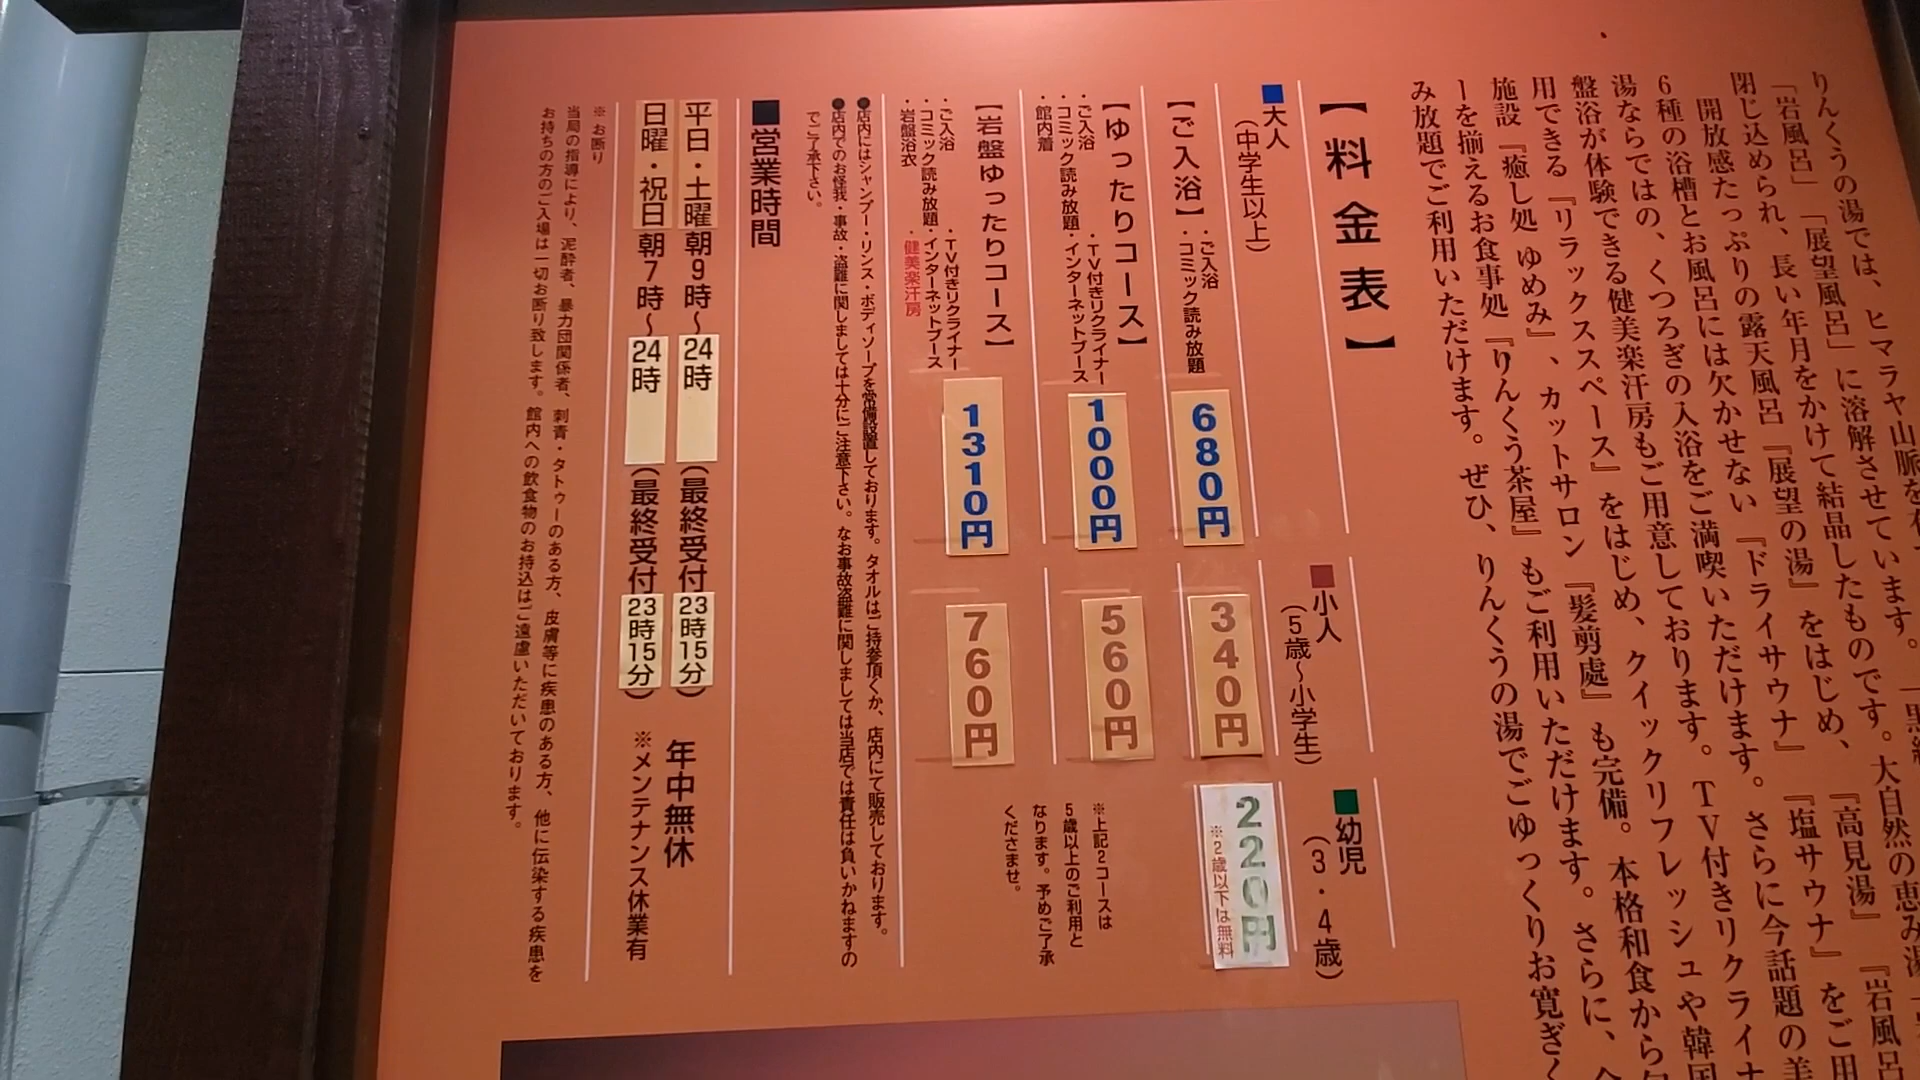 りんくうの湯では、ヒマラヤ山脈を
「岩風呂」「展望風呂」に溶解させています。
閉じ込められ、長い年月をかけて結晶したものです。大自然の恵み湯
開放感たっぷりの露天風呂『展望の湯』をはじめ、『高見湯』『岩風呂
6種の浴槽とお風呂には欠かせない『ドライサウナ』『塩サウナ』をご用
湯ならではの、くつろぎの入浴をご満喫いただけます。さらに今話題の美
盤浴が体験できる健美楽汗房もご用意しております。TV付きリクライナ
用できる『リラックススペース』をはじめ、クイックリフレッシュや韓国
施設『癒し処 ゆめみ』、カットサロン『髪剪處』も完備。本格和食から
ーを揃えるお食事処『りんくう茶屋』もご利用いただけます。さらに、
み放題でご利用いただけます。ぜひ、りんくうの湯でごゆっくりお寛ぎく
【料金表】
■大人
(中学生以上)
■小人
(5歳～小学生)
■幼児
(3・4歳)
【ご入浴】
・ご入浴
・コミック読み放題
680円
340円
220円
※2歳以下は無料
【ゆったりコース】
・ご入浴
・コミック読み放題
・館内着
・TV付きリクライナー
・インターネットブース
1000円
560円
【岩盤ゆったりコース】
・ご入浴
・コミック読み放題
・岩盤浴衣
・TV付きリクライナー
・インターネットブース
・健美楽汗房
1310円
760円
※上記2コースは
5歳以上のご利用と
なります。予めご了承
くださませ。
●店内にはシャンプー・リンス・ボディソープを常備設置しております。タオルはご持参頂くか、店内にて販売しております。
●店内でのお怪我・事故・盗難に関しましては十分にご注意下さい。なお事故盗難に関しましては当店では責任は負いかねますの
でご了承下さい。
■営業時間
平日・土曜 朝9時～24時(最終受付23時15分)
日曜・祝日 朝7時～24時(最終受付23時15分)
年中無休
※メンテナンス休業有
※お断り
当局の指導により、泥酔者、暴力団関係者、刺青・タトゥーのある方、皮膚等に疾患のある方、他に伝染する疾患を
お持ちの方のご入場は一切お断り致します。館内への飲食物のお持込はご遠慮いただいております。